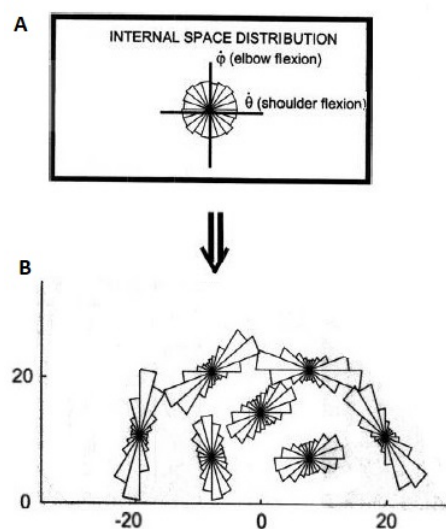 A
INTERNAL SPACE DISTRIBUTION
φ̇ (elbow flexion)
θ̇ (shoulder flexion)
B
20
0
-20 0 20